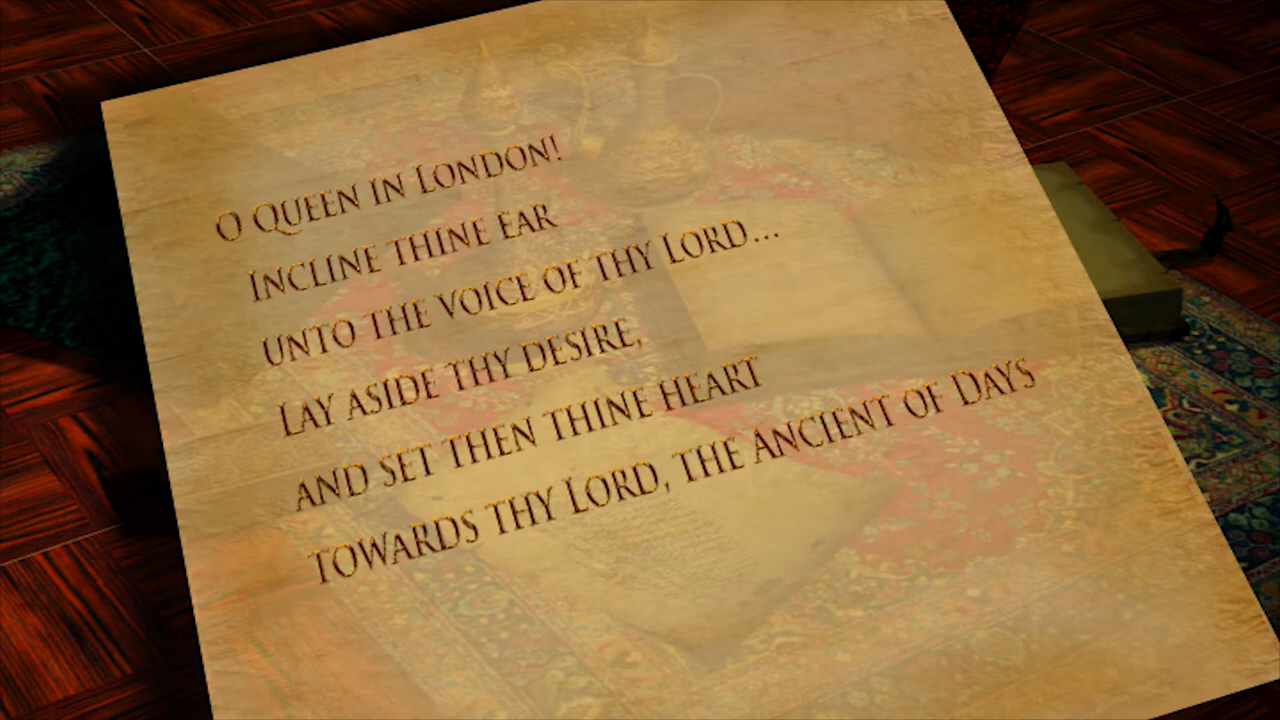 O Queen in London!
Incline thine ear
unto the voice of thy Lord...
Lay aside thy desire,
and set then thine heart
towards thy Lord, the Ancient of Days